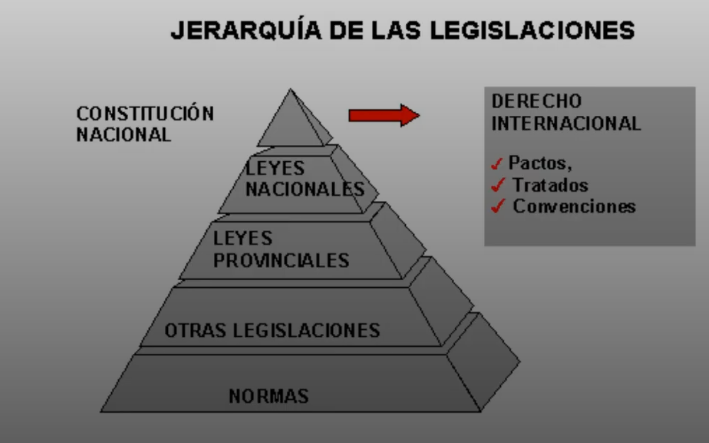 JERARQUÍA DE LAS LEGISLACIONES
CONSTITUCIÓN
NACIONAL
DERECHO
INTERNACIONAL
✓ Pactos,
✓ Tratados
✓ Convenciones
LEYES
NACIONALES
LEYES
PROVINCIALES
OTRAS LEGISLACIONES
NORMAS